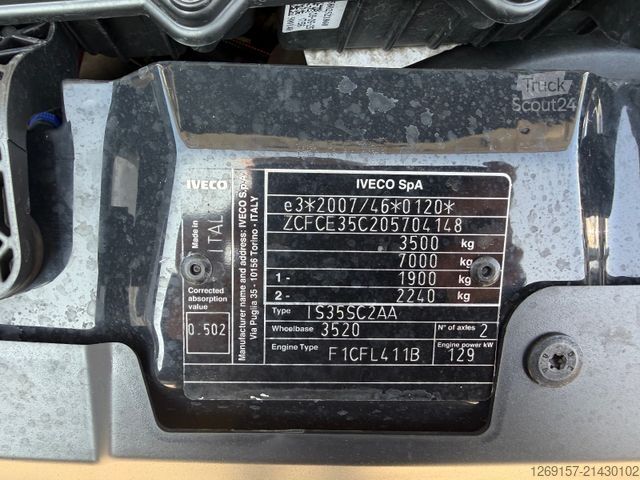 Truck
Scout24
IVECO
IVECO SpA
e3*2007/46*0120*
ZCFCE35C205704148
3500 kg
7000 kg
1- 1900 kg
2- 2240 kg
Type IS35SC2AA
Wheelbase 3520 N° of axles 2
Engine Type F1CFL411B Engine power kW 129
Made in ITAL
Corrected
absorption
value
0.502
Manufacturer name and address: IVECO S.p.A.
Via Puglia 35 - 10156 Torino - ITALY
1269157-21430102